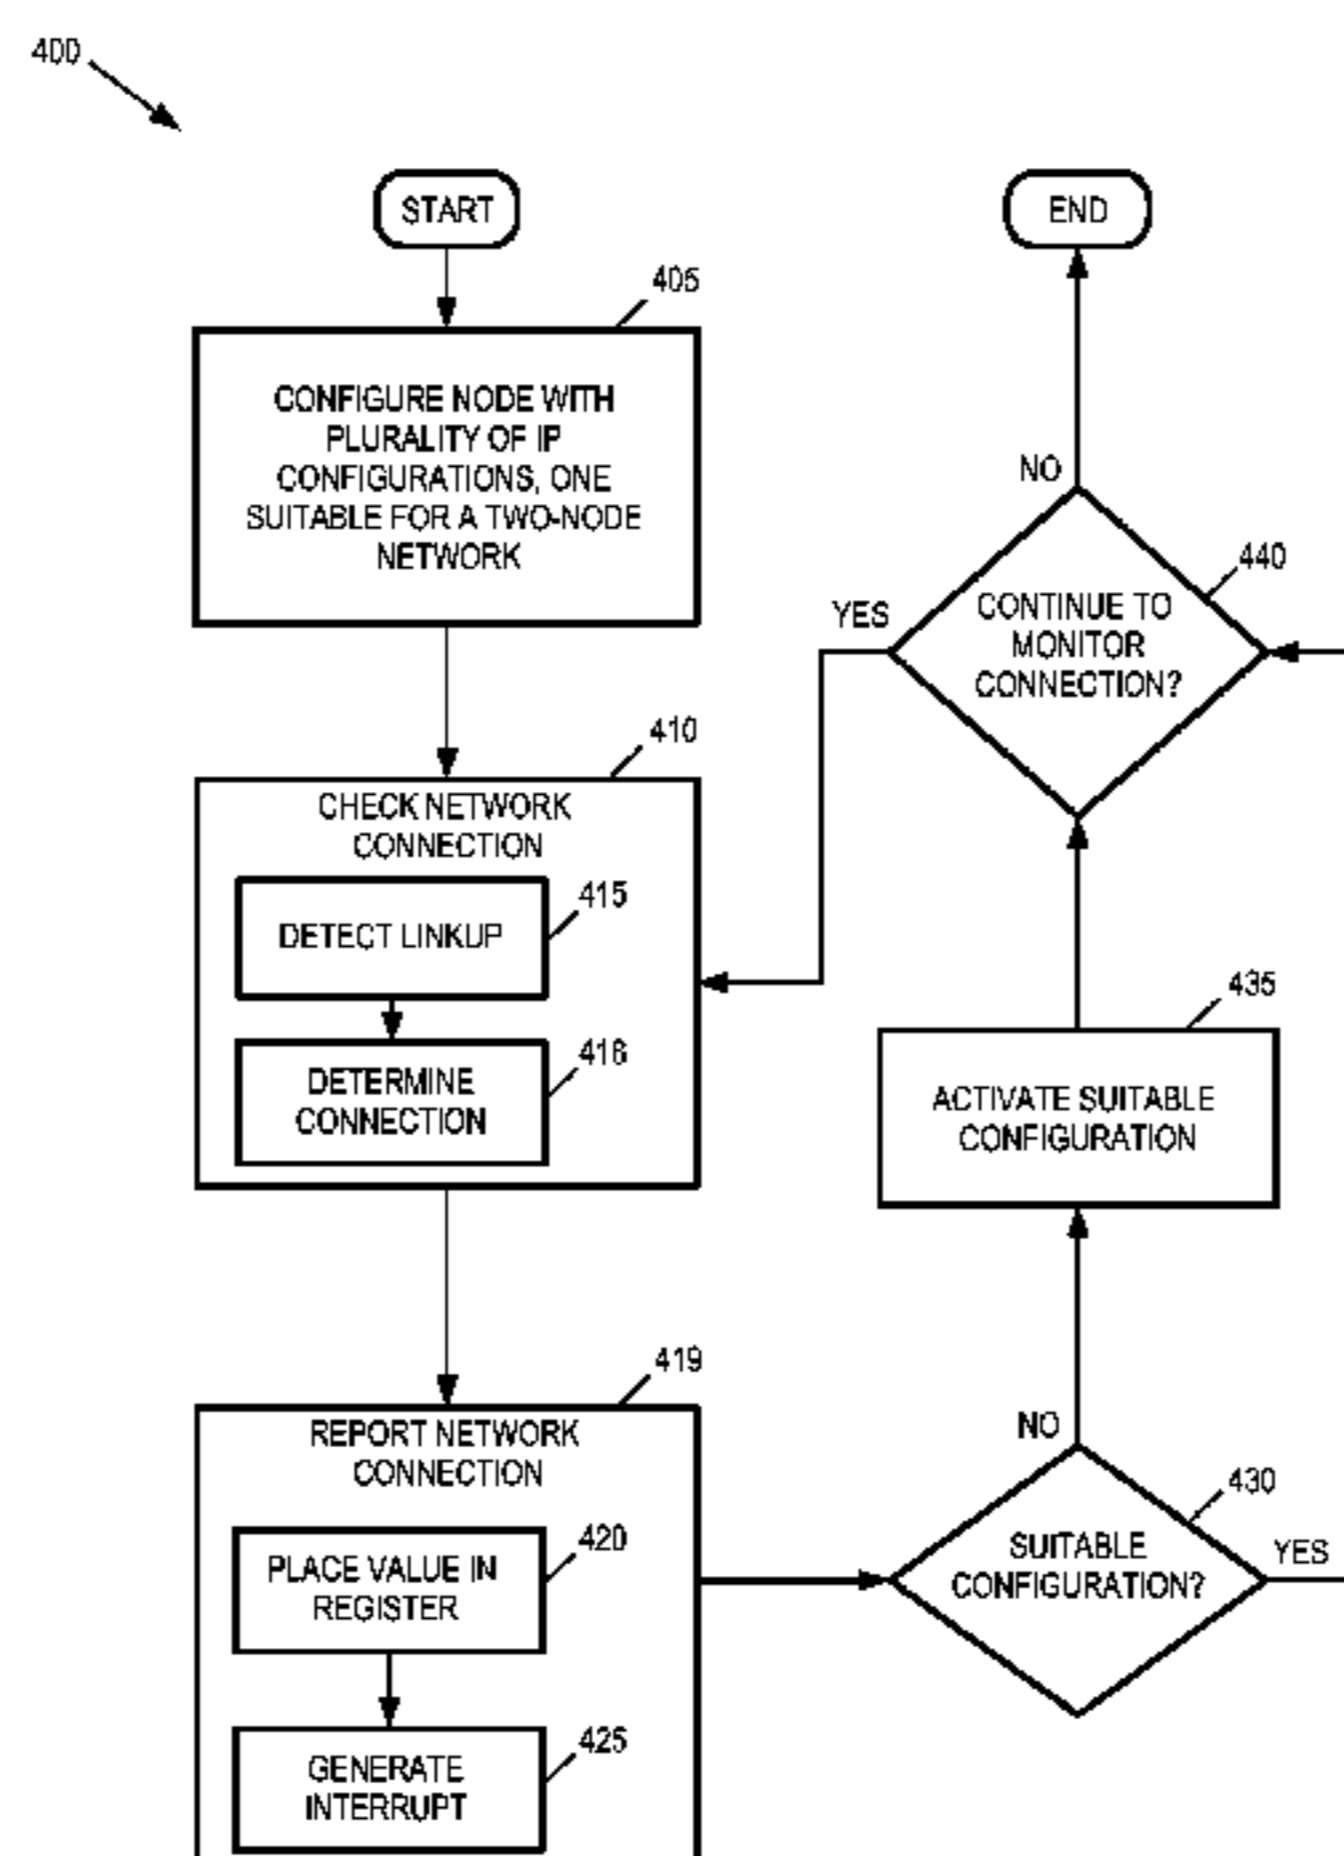 400
START
405
CONFIGURE NODE WITH
PLURALITY OF IP
CONFIGURATIONS, ONE
SUITABLE FOR A TWO-NODE
NETWORK
410
CHECK NETWORK
CONNECTION
415
DETECT LINKUP
416
DETERMINE
CONNECTION
419
REPORT NETWORK
CONNECTION
420
PLACE VALUE IN
REGISTER
425
GENERATE
INTERRUPT
430
SUITABLE
CONFIGURATION?
YES
NO
435
ACTIVATE SUITABLE
CONFIGURATION
440
CONTINUE TO
MONITOR
CONNECTION?
YES
NO
END